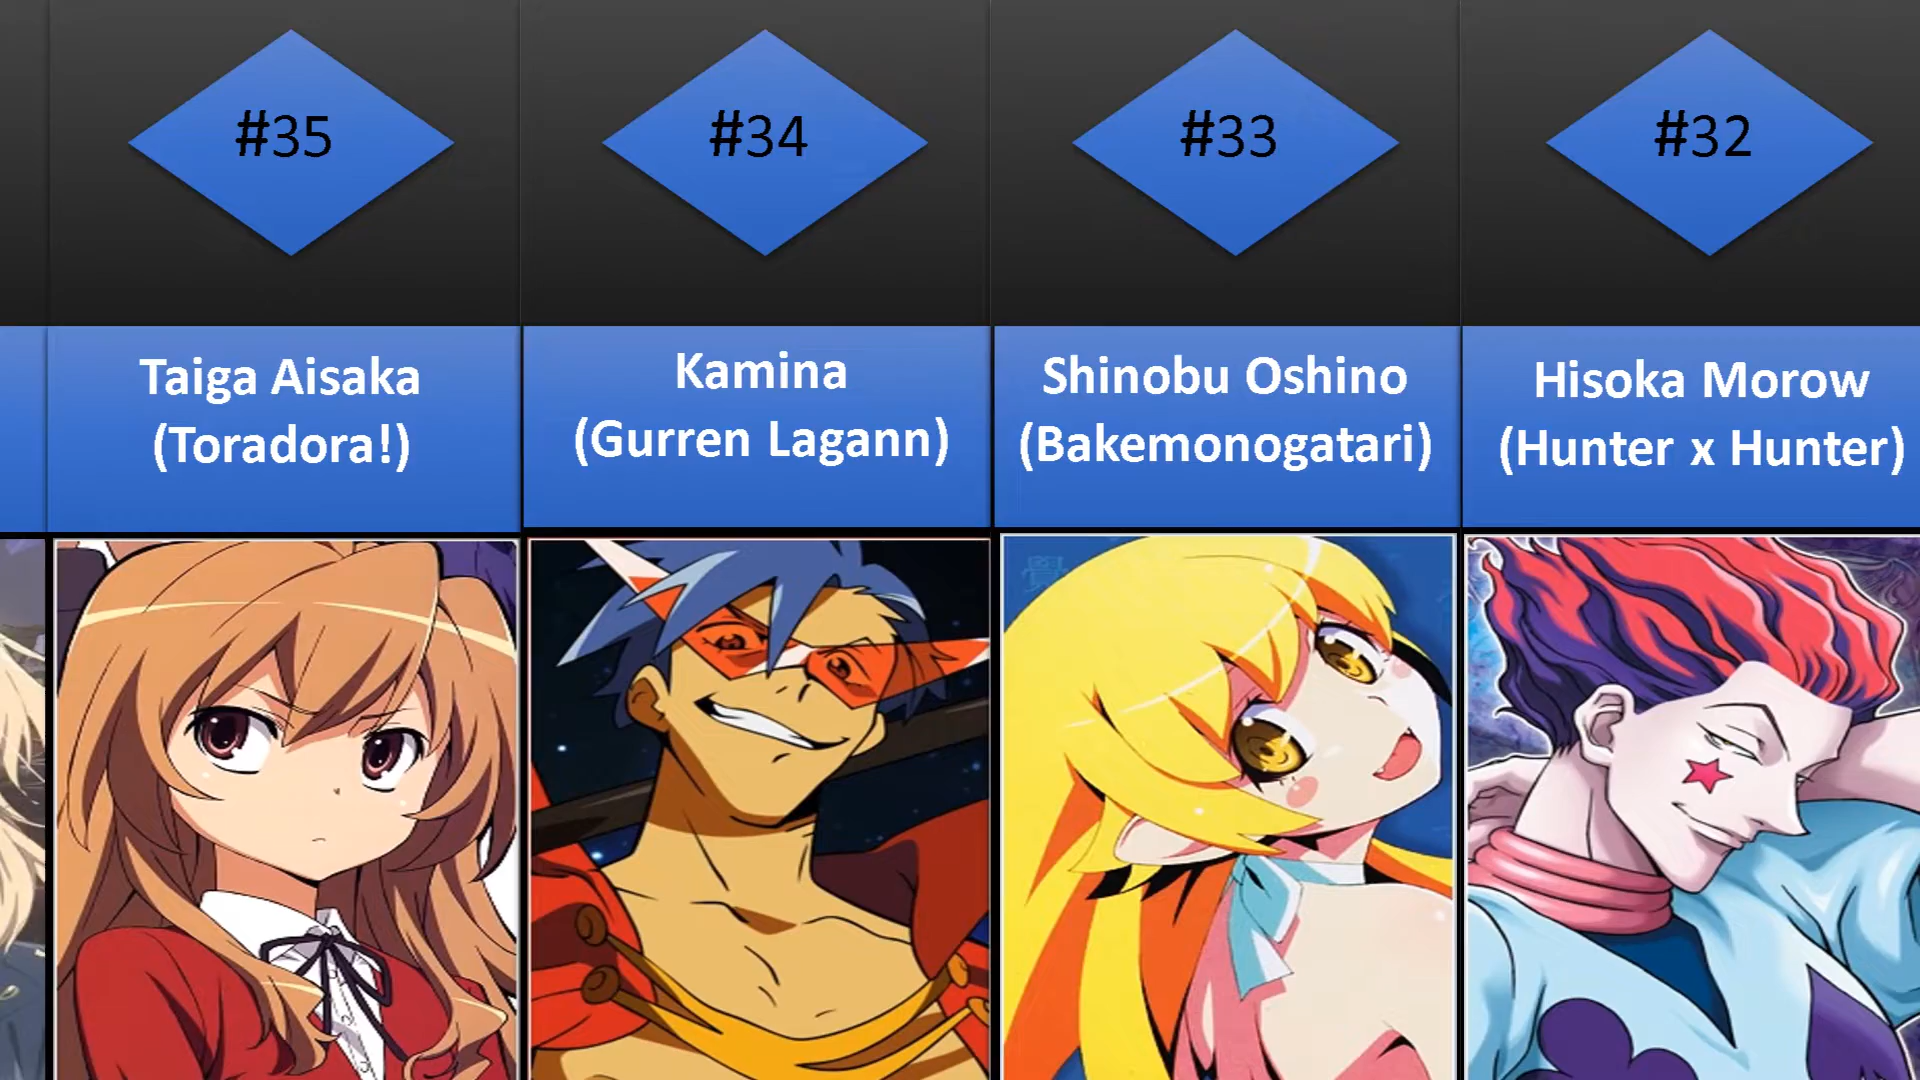 #35
#34
#33
#32
Taiga Aisaka
(Toradora!)
Kamina
(Gurren Lagann)
Shinobu Oshino
(Bakemonogatari)
Hisoka Morow
(Hunter x Hunter)